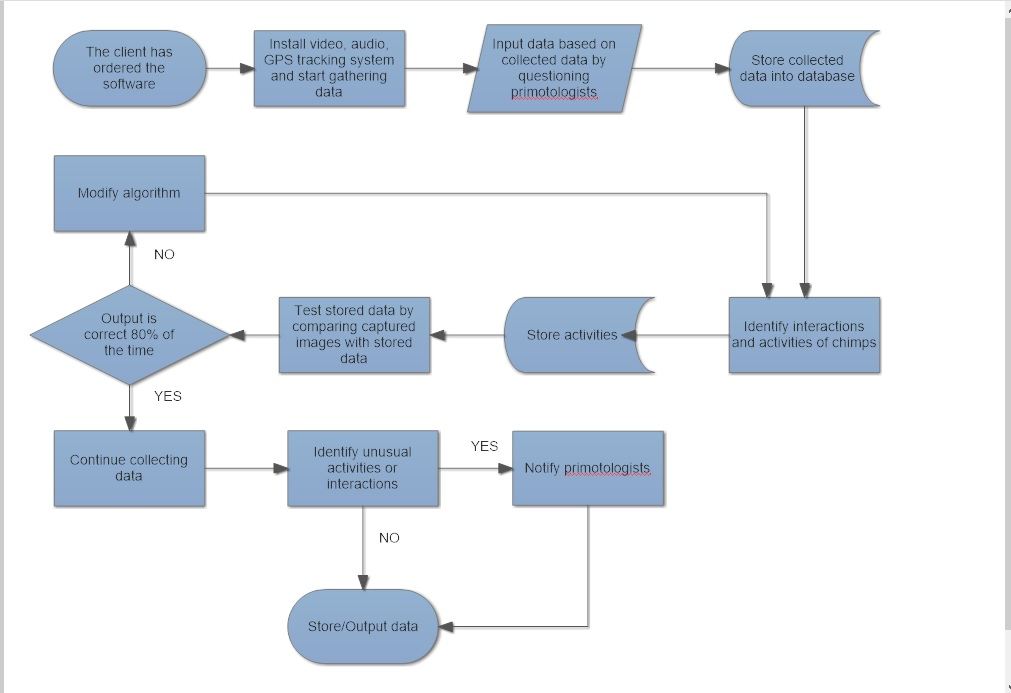 The client has
ordered the
software
Install video, audio,
GPS tracking system
and start gathering
data
Input data based on
collected data by
questioning
primotologists
Store collected
data into database
Modify algorithm
NO
Output is
correct 80% of
the time
Test stored data by
comparing captured
images with stored
data
Store activities
Identify interactions
and activities of chimps
YES
Continue collecting
data
Identify unusual
activities or
interactions
YES
Notify primotologists
NO
Store/Output data